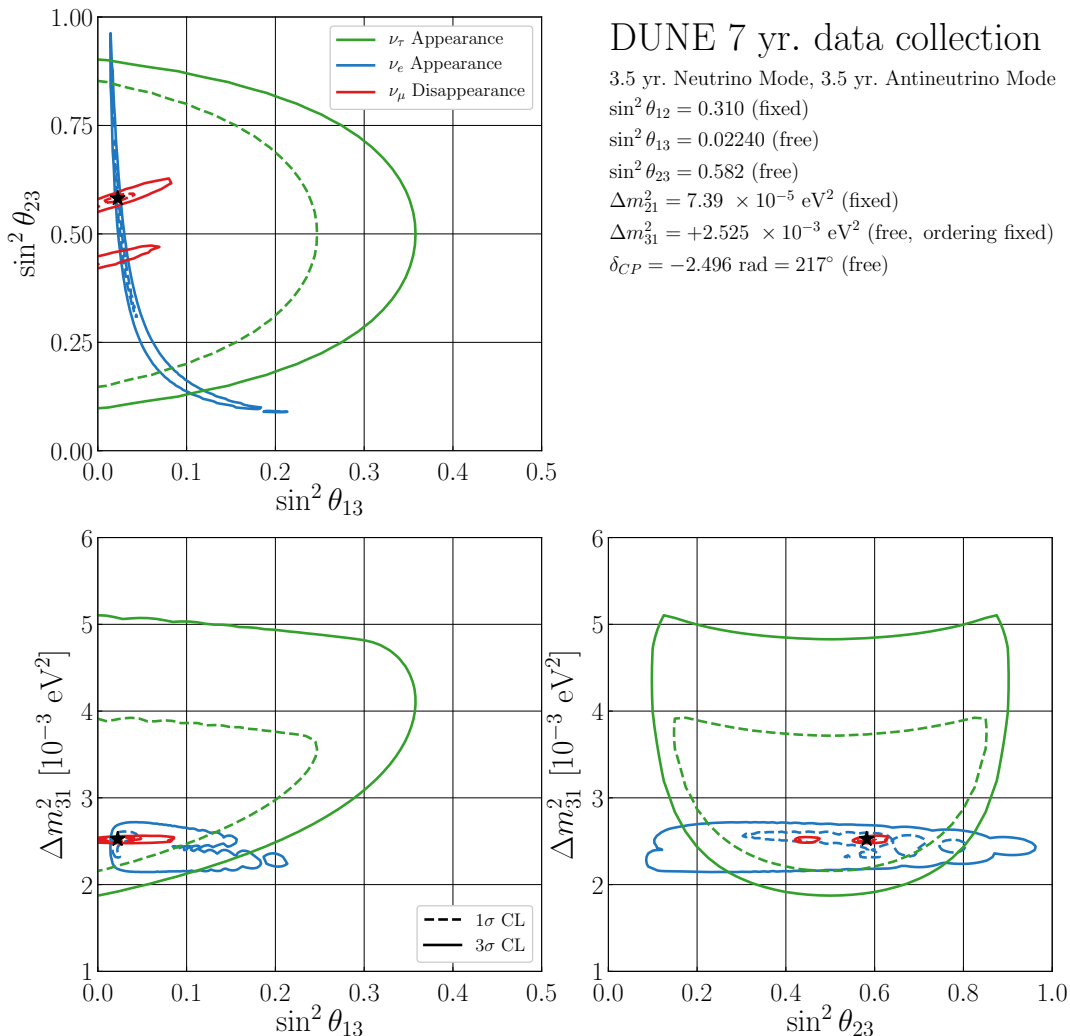 1.00
0.75
0.50
0.25
0.00
sin² θ₂₃
ν_τ Appearance
ν_e Appearance
ν_μ Disappearance
0.0 0.1 0.2 0.3 0.4 0.5
sin² θ₁₃
DUNE 7 yr. data collection
3.5 yr. Neutrino Mode, 3.5 yr. Antineutrino Mode
sin² θ₁₂ = 0.310 (fixed)
sin² θ₁₃ = 0.02240 (free)
sin² θ₂₃ = 0.582 (free)
Δm²₂₁ = 7.39 × 10⁻⁵ eV² (fixed)
Δm²₃₁ = +2.525 × 10⁻³ eV² (free, ordering fixed)
δ_CP = −2.496 rad = 217° (free)
6
5
4
3
2
1
Δm²₃₁ [10⁻³ eV²]
1σ CL
3σ CL
0.0 0.1 0.2 0.3 0.4 0.5
sin² θ₁₃
6
5
4
3
2
1
Δm²₃₁ [10⁻³ eV²]
0.0 0.2 0.4 0.6 0.8 1.0
sin² θ₂₃